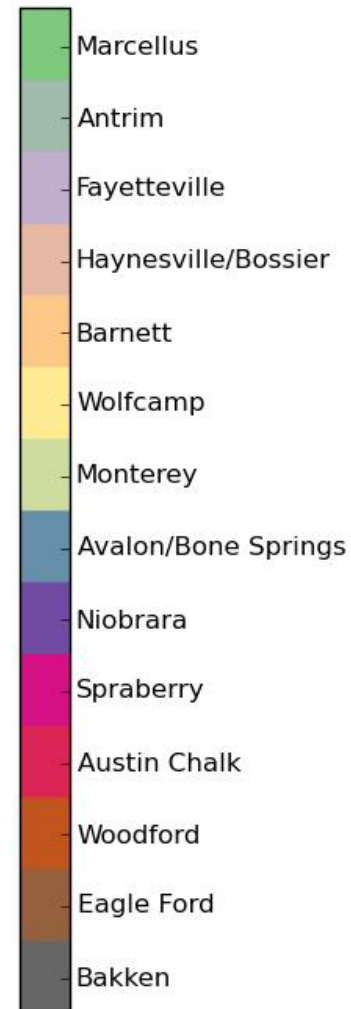 Marcellus
Antrim
Fayetteville
Haynesville/Bossier
Barnett
Wolfcamp
Monterey
Avalon/Bone Springs
Niobrara
Spraberry
Austin Chalk
Woodford
Eagle Ford
Bakken